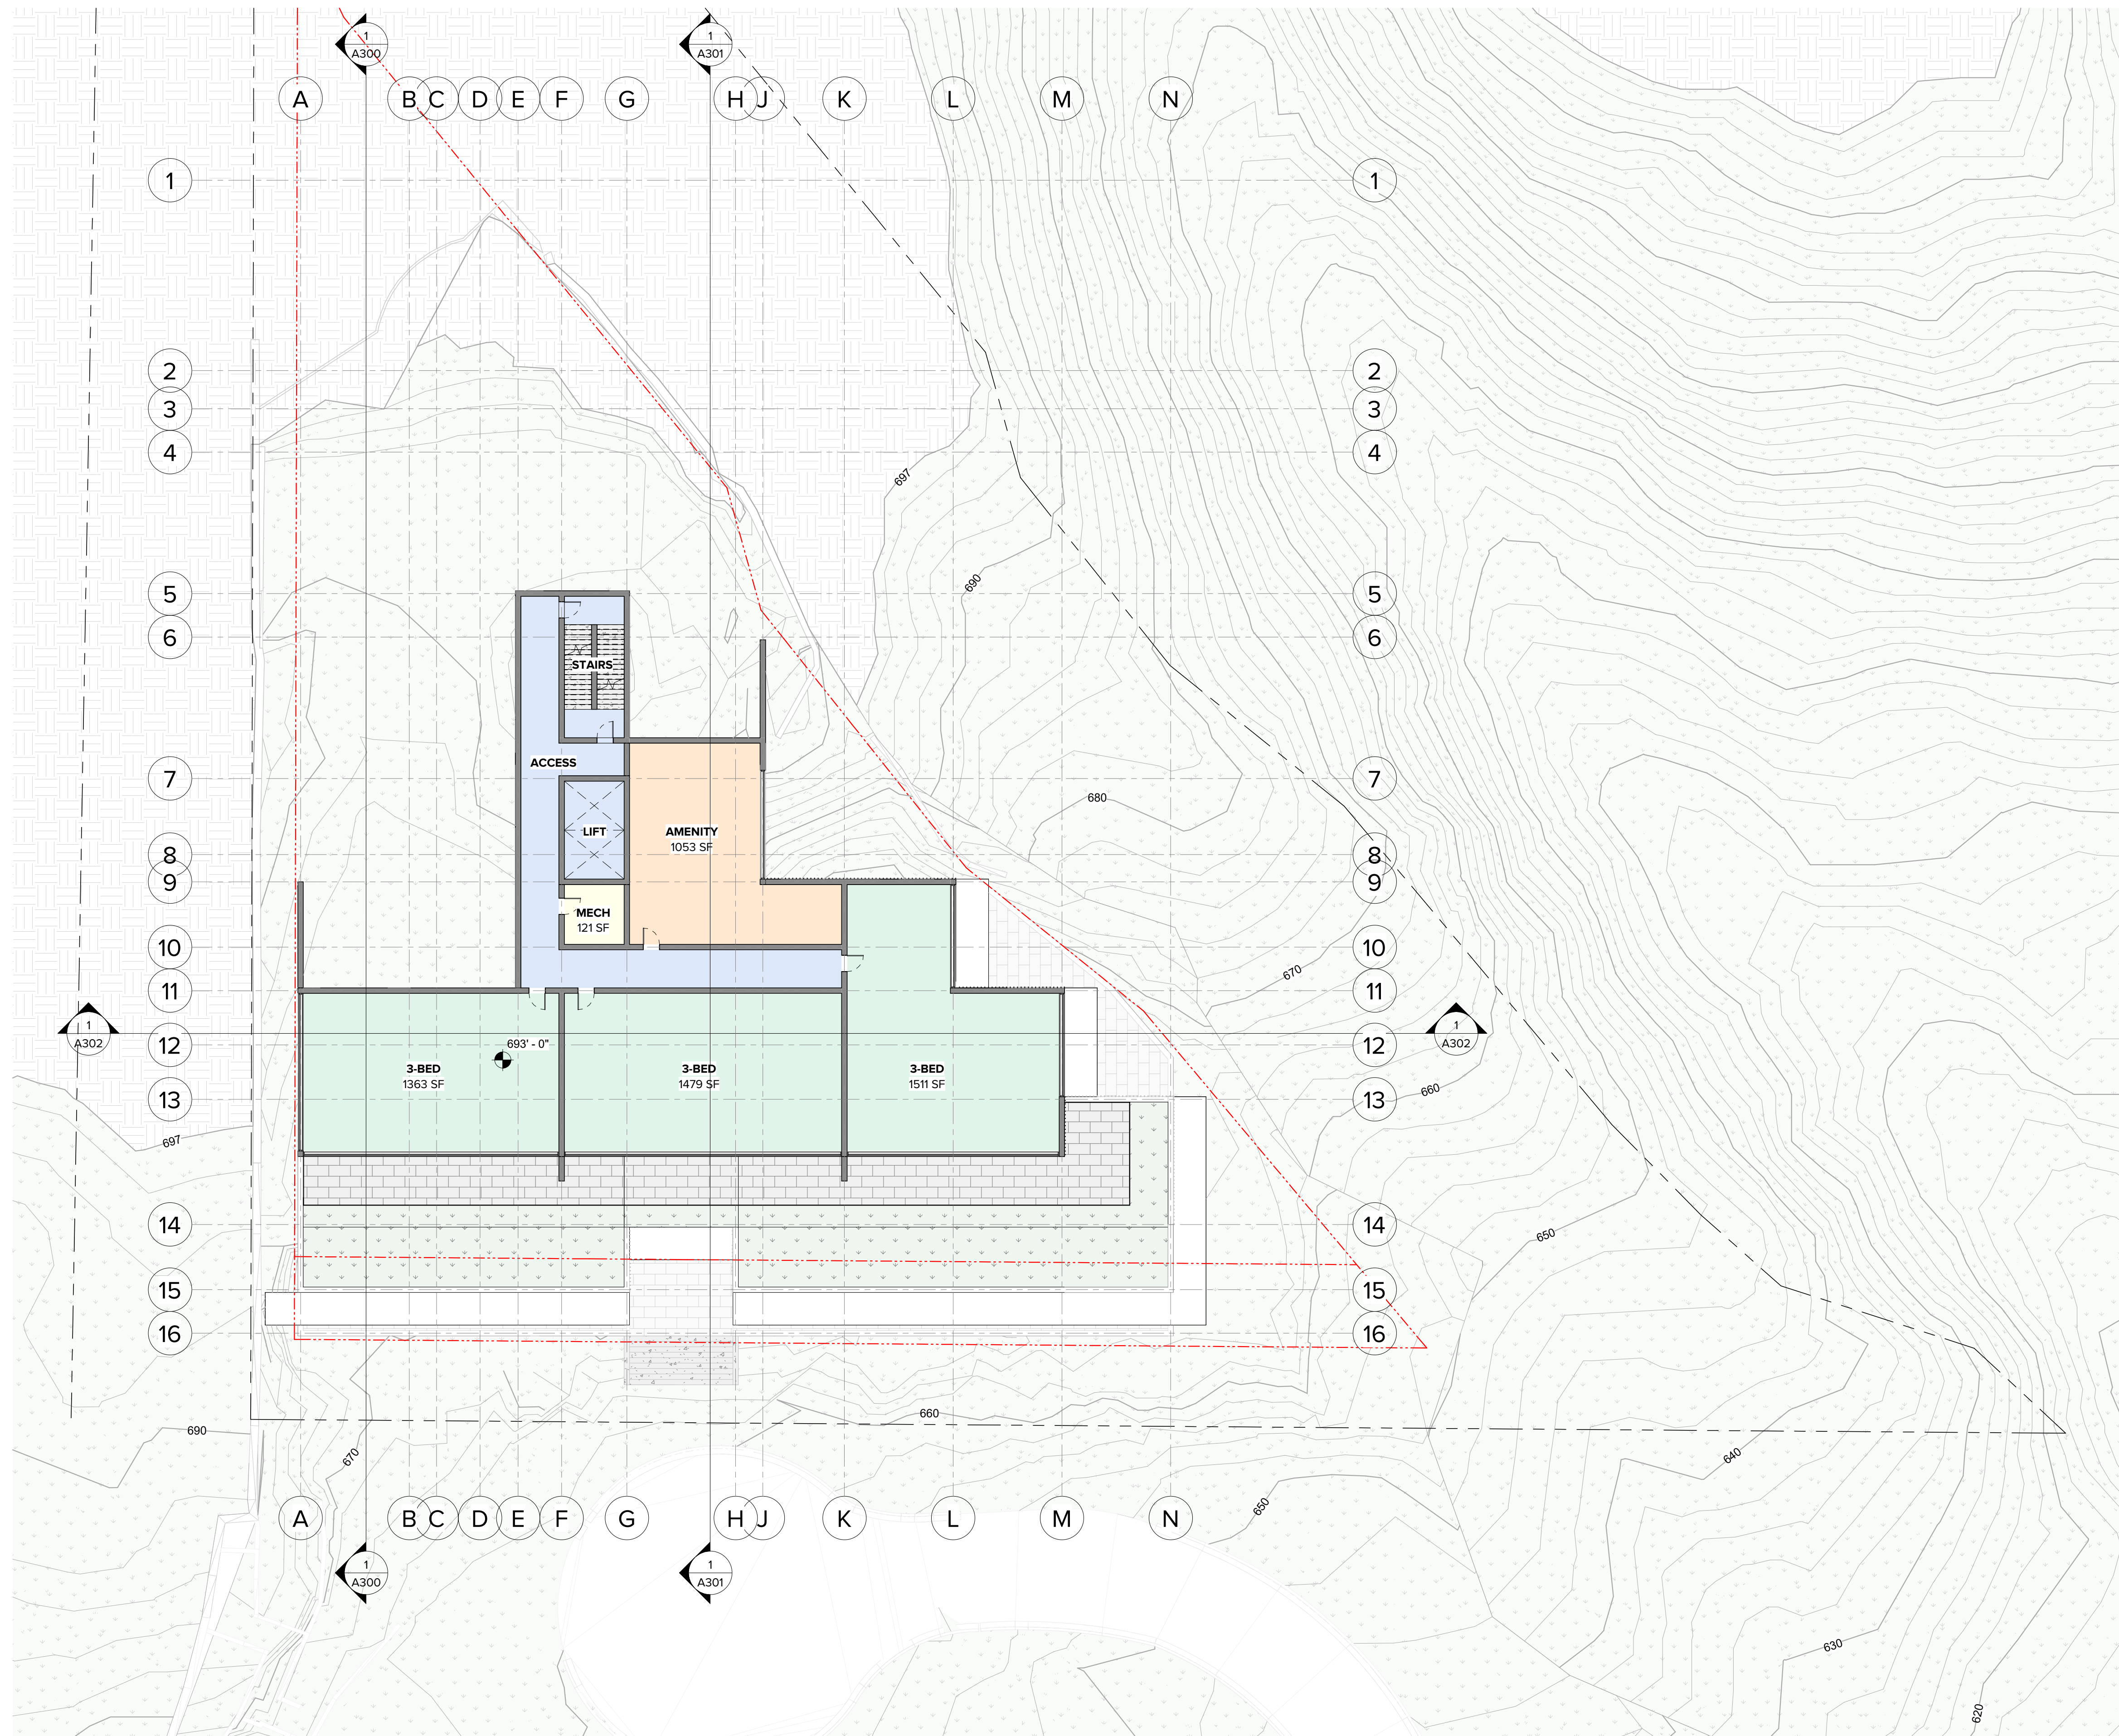 1
A300
1
A301
A B C D E F G H J K L M N
1 1
2 2
3 3
4 4
697
690
5 5
6 6
STAIRS
ACCESS
7 7
680
LIFT
AMENITY
1053 SF
8 8
9 9
MECH
121 SF
10 10
670
11 11
1
A302
1
A302
12 12
693' - 0"
3-BED
1363 SF
3-BED
1479 SF
3-BED
1511 SF
660
13 13
697
14 14
650
15 15
16 16
660
690
670
640
650
A B C D E F G H J K L M N
1
A300
1
A301
630
620